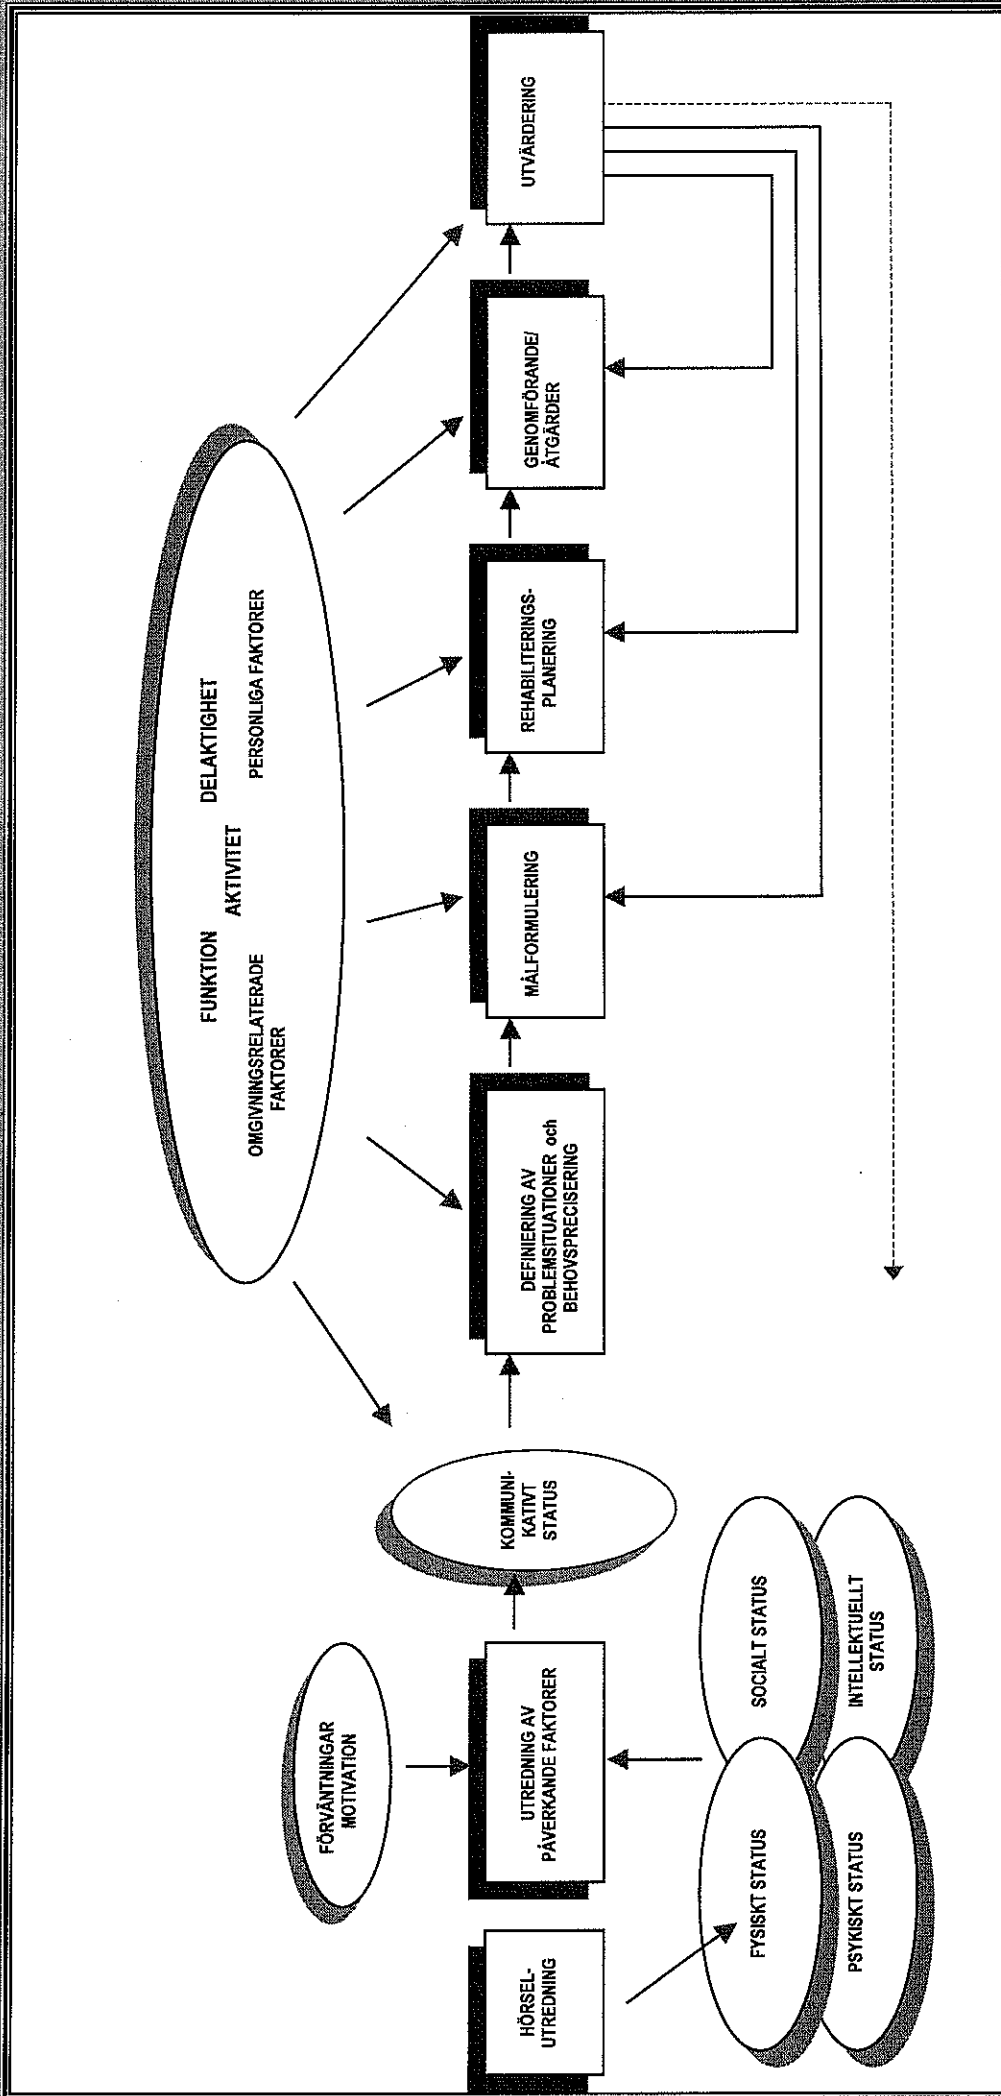 FUNKTION
DELAKTIGHET
AKTIVITET
OMGIVNINGSRELATERADE
FAKTORER
PERSONLIGA FAKTORER
FÖRVÄNTNINGAR
MOTIVATION
HÖRSEL-
UTREDNING
UTREDNING AV
PÅVERKANDE FAKTORER
KOMMUNI-
KATIVT
STATUS
DEFINIERING AV
PROBLEMSITUATIONER och
BEHOVSPRECISERING
MÅLFORMULERING
REHABILITERINGS-
PLANERING
GENOMFÖRANDE/
ÅTGÄRDER
UTVÄRDERING
FYSISKT STATUS
SOCIALT STATUS
PSYKISKT STATUS
INTELLEKTUELLT
STATUS